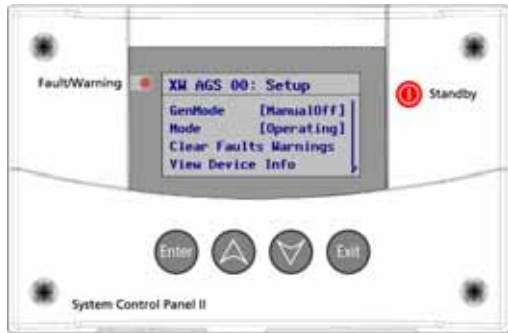 Fault/Warning
XW AGS 00: Setup
GenMode [ManualOff]
Mode [Operating]
Clear Faults Warnings
View Device Info
Standby
Enter
Exit
System Control Panel II